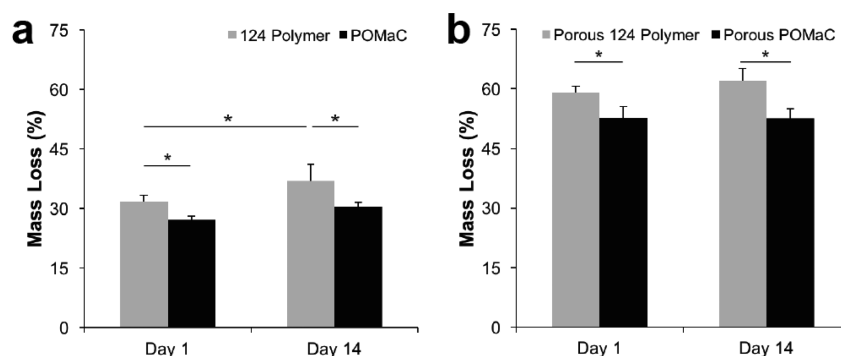 a
124 Polymer
POMaC
Mass Loss (%)
75
60
45
30
15
0
*
*
*
Day 1
Day 14
b
Porous 124 Polymer
Porous POMaC
Mass Loss (%)
75
60
45
30
15
0
*
*
Day 1
Day 14